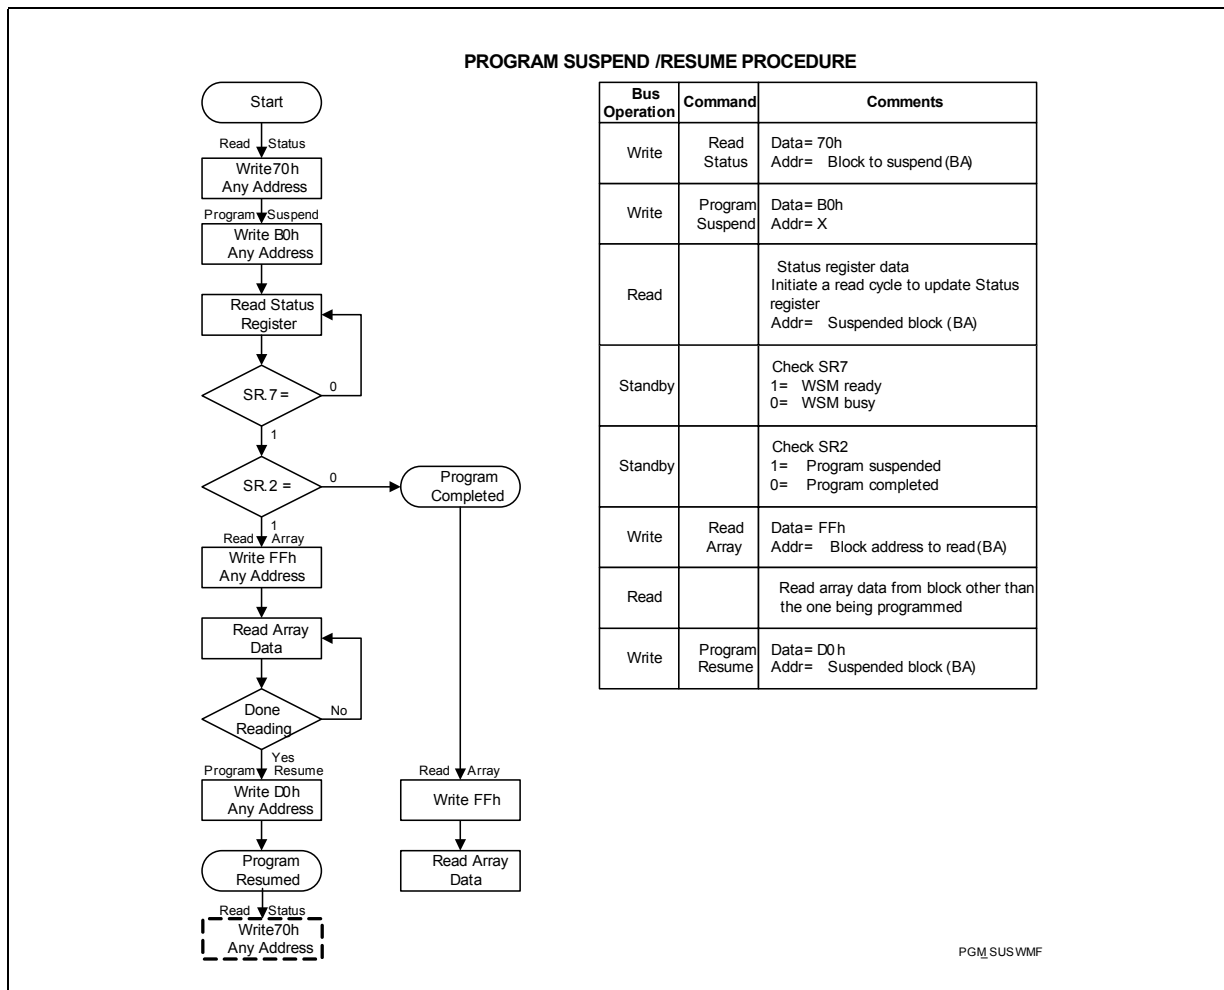 PROGRAM SUSPEND /RESUME PROCEDURE
Start
Read Status
Write70h
Any Address
Program Suspend
Write B0h
Any Address
Read Status
Register
SR.7 =
0
1
SR.2 =
0
Program
Completed
1
Read Array
Write FFh
Any Address
Read Array
Data
Done
Reading
No
Yes
Program Resume
Write D0h
Any Address
Read Array
Write FFh
Program
Resumed
Read Array
Data
Read Status
Write70h
Any Address
Bus
Operation
Command
Comments
Write
Read
Status
Data= 70h
Addr= Block to suspend (BA)
Write
Program
Suspend
Data= B0h
Addr= X
Read
Status register data
Initiate a read cycle to update Status
register
Addr= Suspended block (BA)
Standby
Check SR7
1= WSM ready
0= WSM busy
Standby
Check SR2
1= Program suspended
0= Program completed
Write
Read
Array
Data= FFh
Addr= Block address to read (BA)
Read
Read array data from block other than
the one being programmed
Write
Program
Resume
Data= D0h
Addr= Suspended block (BA)
PGM_SUSWMF